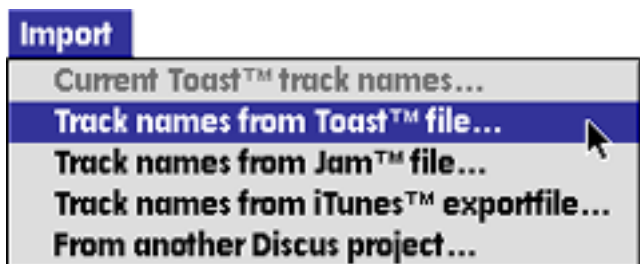 Import
Current Toast™ track names...
Track names from Toast™ file...
Track names from Jam™ file...
Track names from iTunes™ exportfile...
From another Discus project...